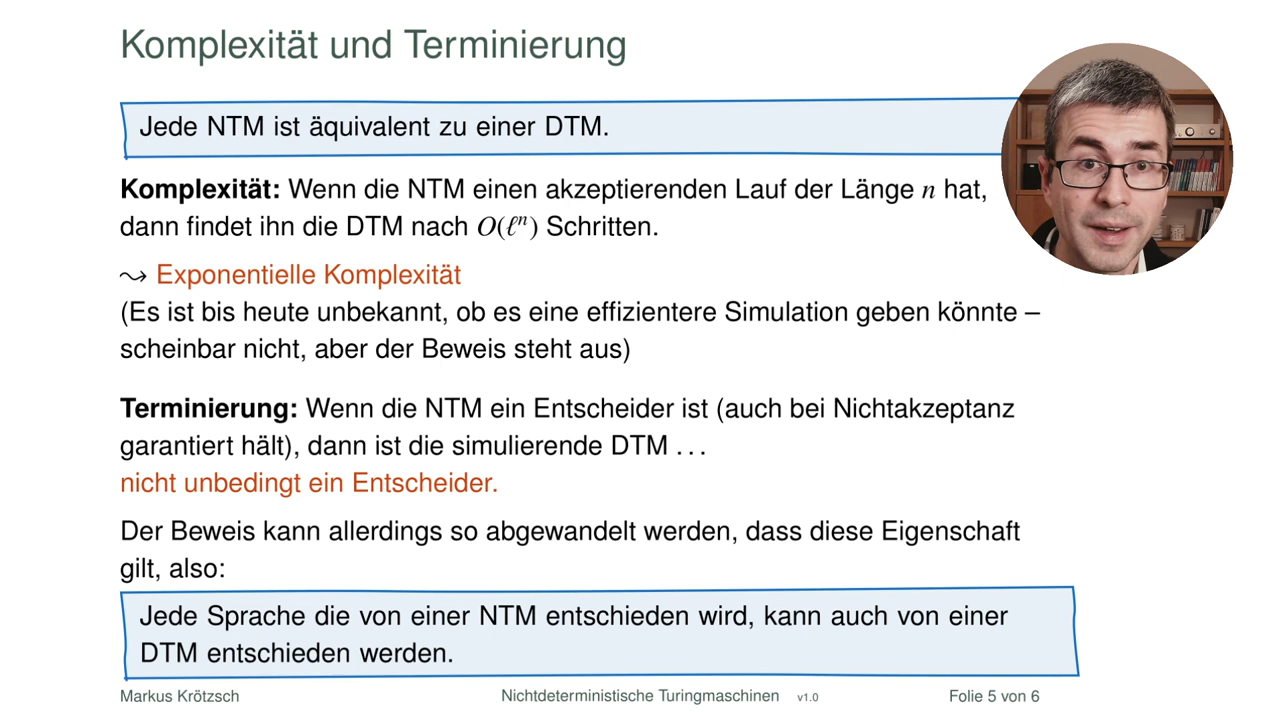 Komplexität und Terminierung
Jede NTM ist äquivalent zu einer DTM.
Komplexität: Wenn die NTM einen akzeptierenden Lauf der Länge n hat,
dann findet ihn die DTM nach O(ℓⁿ) Schritten.
⤳ Exponentielle Komplexität
(Es ist bis heute unbekannt, ob es eine effizientere Simulation geben könnte –
scheinbar nicht, aber der Beweis steht aus)
Terminierung: Wenn die NTM ein Entscheider ist (auch bei Nichtakzeptanz
garantiert hält), dann ist die simulierende DTM . . .
nicht unbedingt ein Entscheider.
Der Beweis kann allerdings so abgewandelt werden, dass diese Eigenschaft
gilt, also:
Jede Sprache die von einer NTM entschieden wird, kann auch von einer
DTM entschieden werden.
Markus Krötzsch Nichtdeterministische Turingmaschinen v1.0 Folie 5 von 6